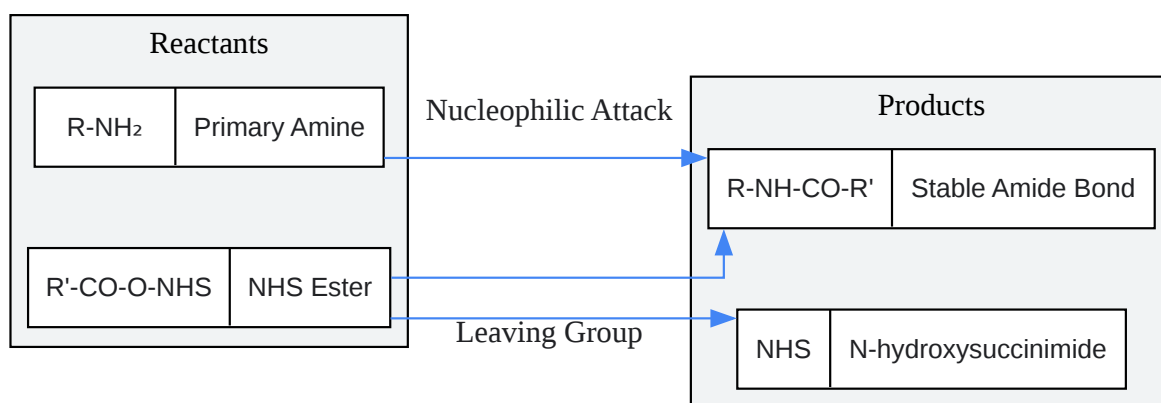 Reactants
R-NH₂ Primary Amine
R'-CO-O-NHS NHS Ester
Nucleophilic Attack
Leaving Group
Products
R-NH-CO-R' Stable Amide Bond
NHS N-hydroxysuccinimide